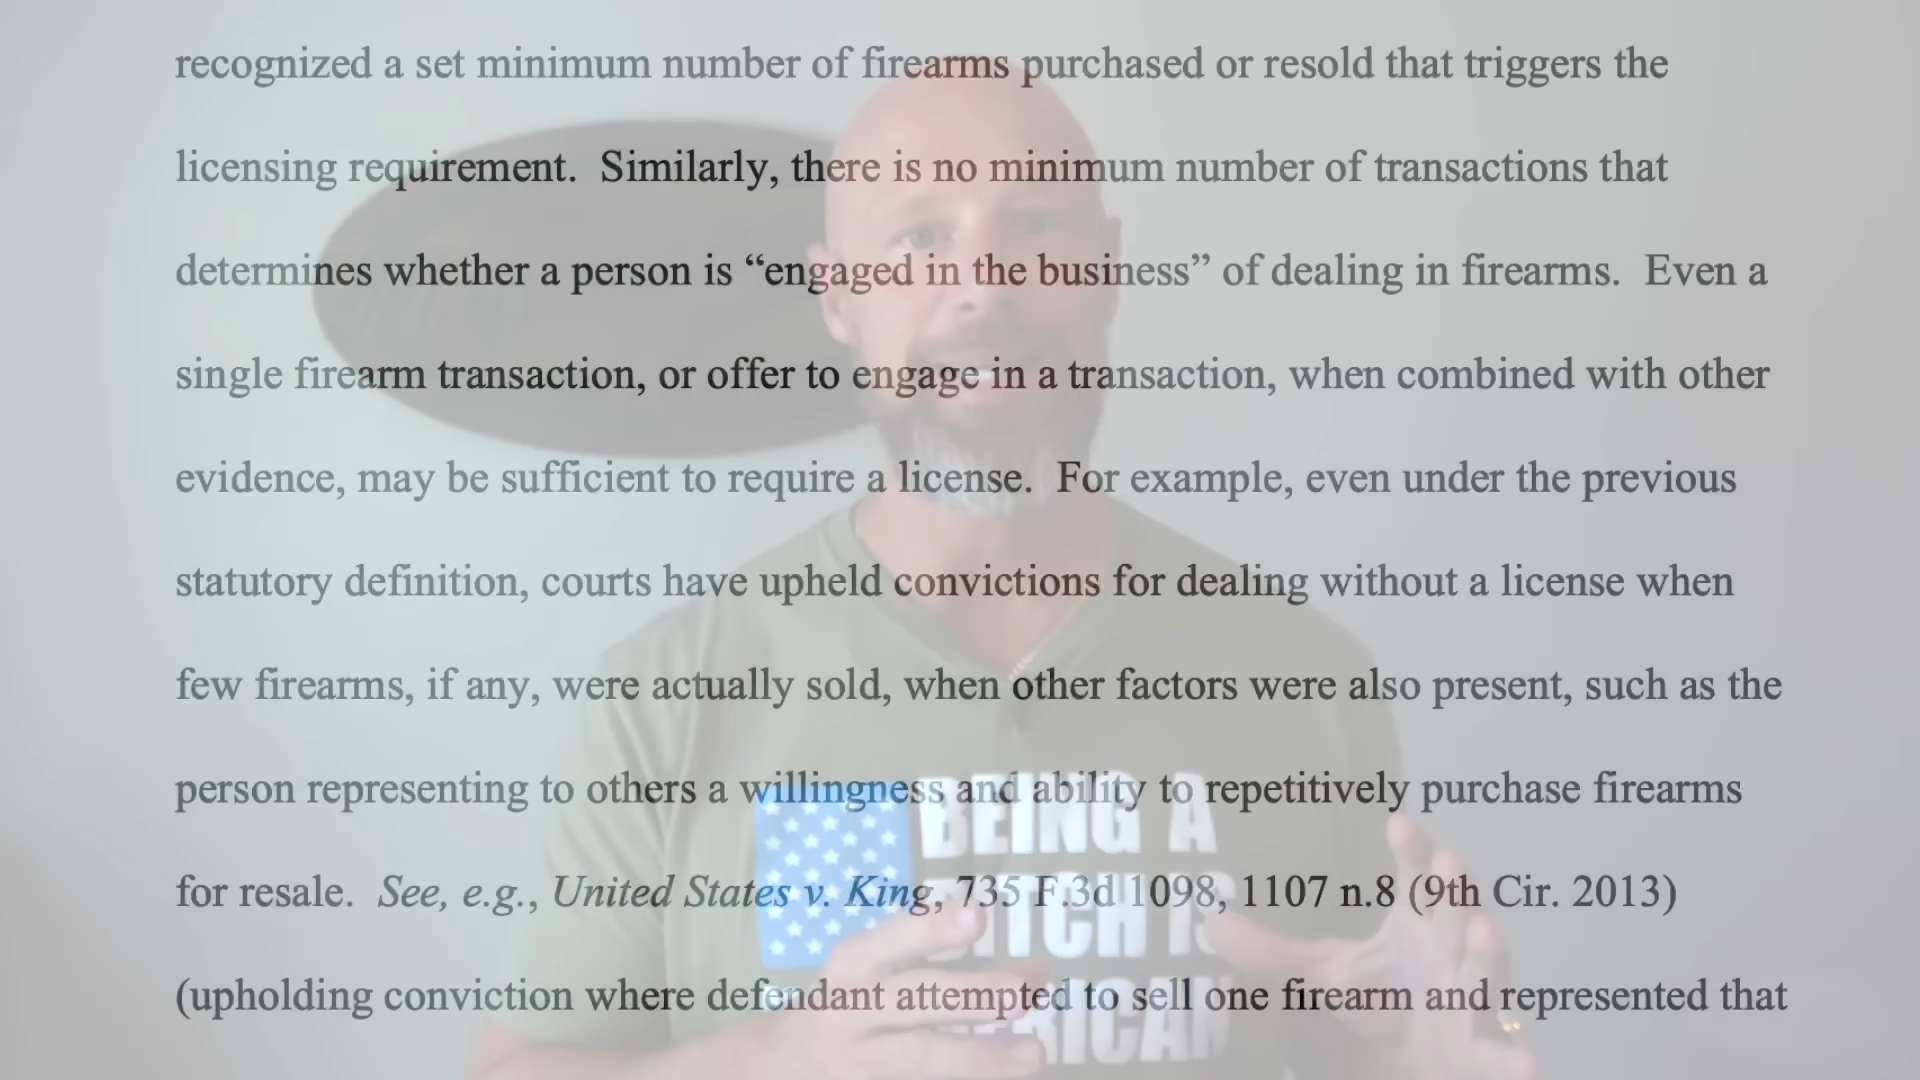 recognized a set minimum number of firearms purchased or resold that triggers the
licensing requirement.  Similarly, there is no minimum number of transactions that
determines whether a person is “engaged in the business” of dealing in firearms.  Even a
single firearm transaction, or offer to engage in a transaction, when combined with other
evidence, may be sufficient to require a license.  For example, even under the previous
statutory definition, courts have upheld convictions for dealing without a license when
few firearms, if any, were actually sold, when other factors were also present, such as the
person representing to others a willingness and ability to repetitively purchase firearms
for resale.  See, e.g., United States v. King, 735 F.3d 1098, 1107 n.8 (9th Cir. 2013)
(upholding conviction where defendant attempted to sell one firearm and represented that
BEING A
IS